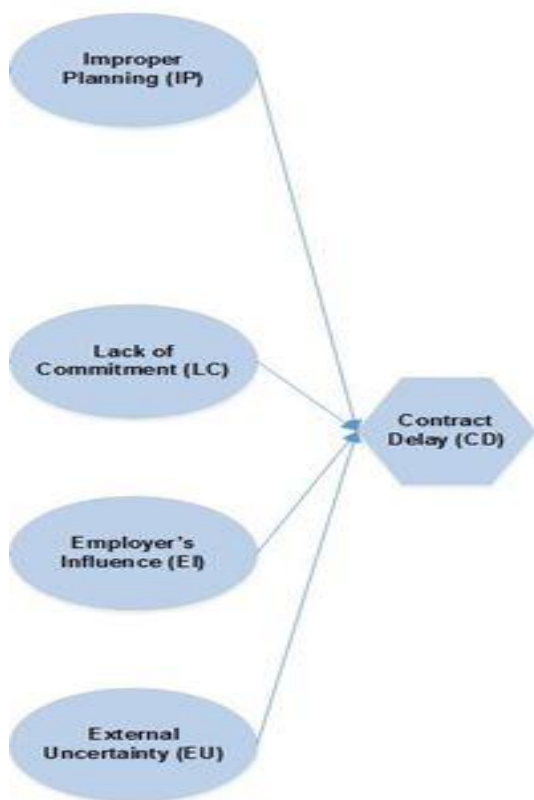 Improper
Planning (IP)
Lack of
Commitment (LC)
Contract
Delay (CD)
Employer's
Influence (EI)
External
Uncertainty (EU)